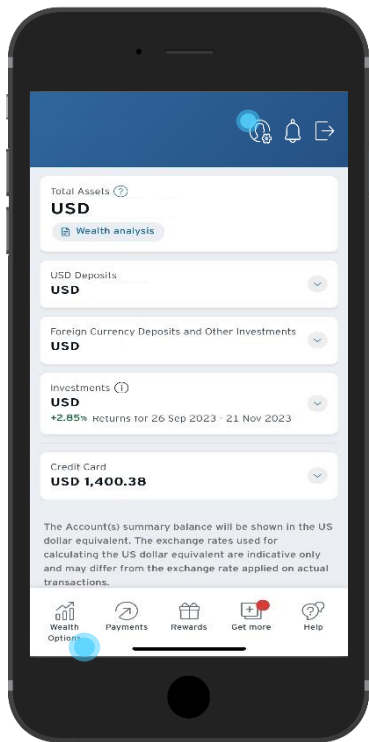 Total Assets ?
USD
Wealth analysis
USD Deposits
USD
Foreign Currency Deposits and Other Investments
USD
Investments i
USD
+2.85% Returns for 26 Sep 2023 - 21 Nov 2023
Credit Card
USD 1,400.38
The Account(s) summary balance will be shown in the US
dollar equivalent. The exchange rates used for
calculating the US dollar equivalent are indicative only
and may differ from the exchange rate applied on actual
transactions.
Wealth Payments Rewards Get more Help
Options